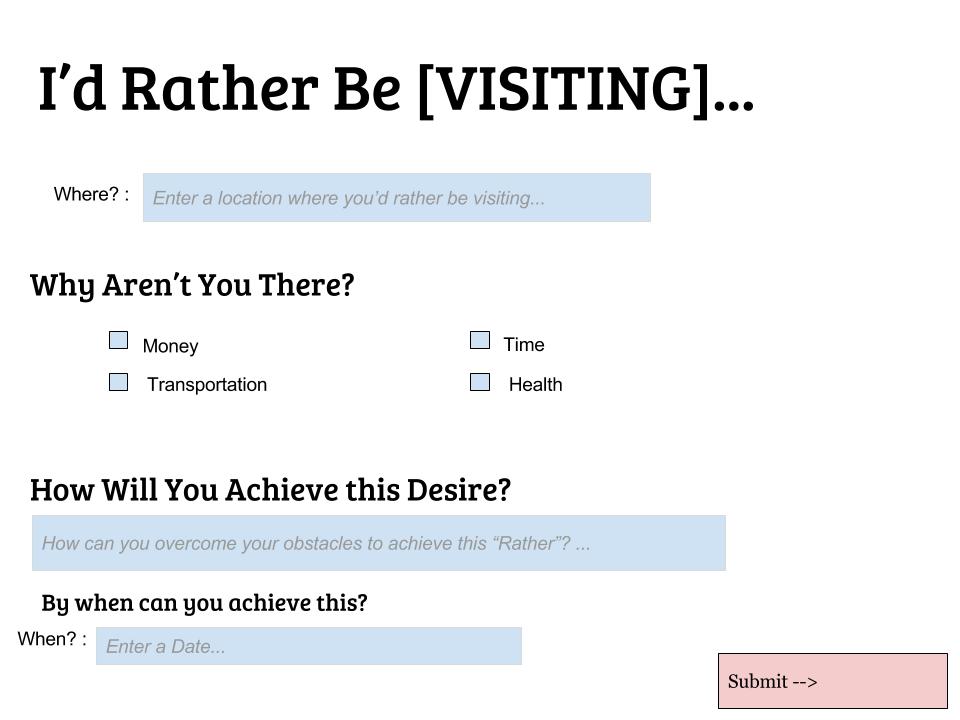 I’d Rather Be [VISITING]...
Where? :
Enter a location where you’d rather be visiting...
Why Aren’t You There?
Money
Time
Transportation
Health
How Will You Achieve this Desire?
How can you overcome your obstacles to achieve this “Rather”? ...
By when can you achieve this?
When? :
Enter a Date...
Submit -->